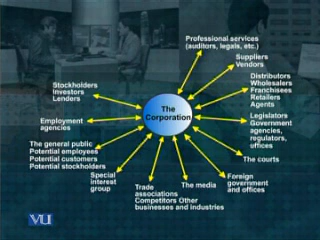 Professional services
(auditors, legals, etc.)
Suppliers
Vendors
Distributors
Wholesalers
Franchisees
Retailers
Agents
Stockholders
Investors
Lenders
The
Corporation
Legislators
Government
agencies,
regulators,
offices
Employment
agencies
The general public
Potential employees
Potential customers
Potential stockholders
The courts
Special
interest
group
Trade
associations
Competitors Other
businesses and industries
The media
Foreign
government
and offices
VU